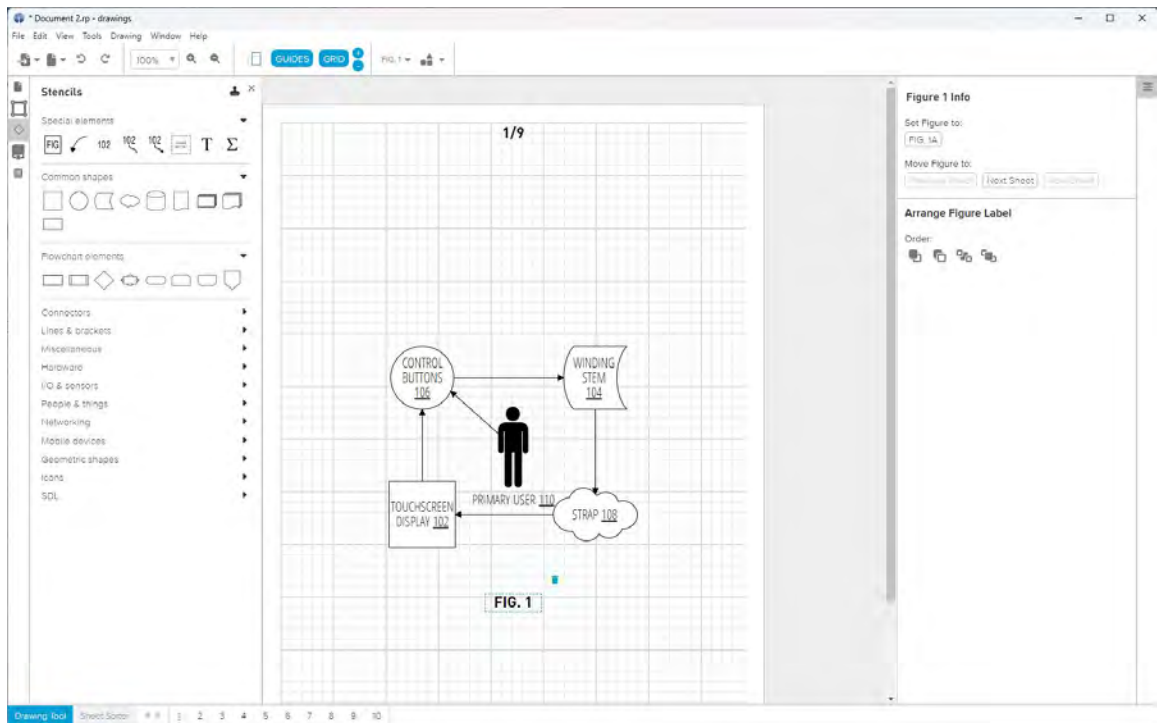 * Document 2.rp - drawings
File Edit View Tools Drawing Window Help
100% GUIDES GRID FIG. 1
Stencils
Special elements
FIG 102 102 102 T Σ
Common shapes
Flowchart elements
Connectors
Lines & brackets
Miscellaneous
Hardware
I/O & sensors
People & things
Networking
Mobile devices
Geometric shapes
Icons
SDL
1/9
CONTROL
BUTTONS
106
WINDING
STEM
104
PRIMARY USER 110
TOUCHSCREEN
DISPLAY 102
STRAP 108
FIG. 1
Figure 1 Info
Set Figure to:
FIG. 1A
Move Figure to:
Next Sheet
Arrange Figure Label
Order:
Drawing Tool Sheet Sorter 1 2 3 4 5 6 7 8 9 10